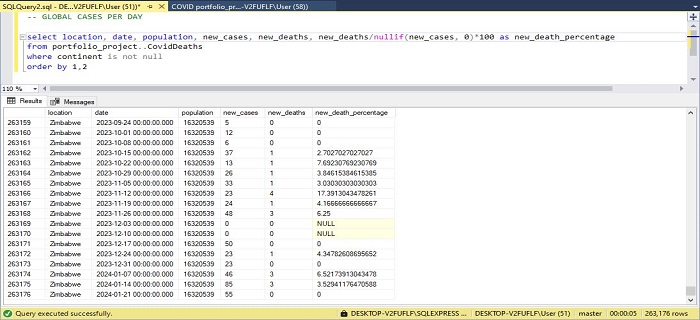 SQLQuery2.sql - DE...-V2FUFLF\User (51))* COVID portfolio_pr...-V2FUFLF\User (58))
-- GLOBAL CASES PER DAY
select location, date, population, new_cases, new_deaths, new_deaths/nullif(new_cases, 0)*100 as new_death_percentage
from portfolio_project..CovidDeaths
where continent is not null
order by 1,2
110 %
Results Messages
location date population new_cases new_deaths new_death_percentage
263159 Zimbabwe 2023-09-24 00:00:00.000 16320539 5 0 0
263160 Zimbabwe 2023-10-01 00:00:00.000 16320539 12 0 0
263161 Zimbabwe 2023-10-08 00:00:00.000 16320539 6 0 0
263162 Zimbabwe 2023-10-15 00:00:00.000 16320539 37 1 2.7027027027027
263163 Zimbabwe 2023-10-22 00:00:00.000 16320539 13 1 7.69230769230769
263164 Zimbabwe 2023-10-29 00:00:00.000 16320539 26 1 3.84615384615385
263165 Zimbabwe 2023-11-05 00:00:00.000 16320539 33 1 3.03030303030303
263166 Zimbabwe 2023-11-12 00:00:00.000 16320539 23 4 17.3913043478261
263167 Zimbabwe 2023-11-19 00:00:00.000 16320539 24 1 4.16666666666667
263168 Zimbabwe 2023-11-26 00:00:00.000 16320539 48 3 6.25
263169 Zimbabwe 2023-12-03 00:00:00.000 16320539 0 0 NULL
263170 Zimbabwe 2023-12-10 00:00:00.000 16320539 0 0 NULL
263171 Zimbabwe 2023-12-17 00:00:00.000 16320539 50 0 0
263172 Zimbabwe 2023-12-24 00:00:00.000 16320539 23 1 4.34782608695652
263173 Zimbabwe 2023-12-31 00:00:00.000 16320539 23 0 0
263174 Zimbabwe 2024-01-07 00:00:00.000 16320539 46 3 6.52173913043478
263175 Zimbabwe 2024-01-14 00:00:00.000 16320539 85 3 3.52941176470588
263176 Zimbabwe 2024-01-21 00:00:00.000 16320539 55 0 0
Query executed successfully. DESKTOP-V2FUFLF\SQLEXPRESS ... DESKTOP-V2FUFLF\User (51) master 00:00:05 263,176 rows